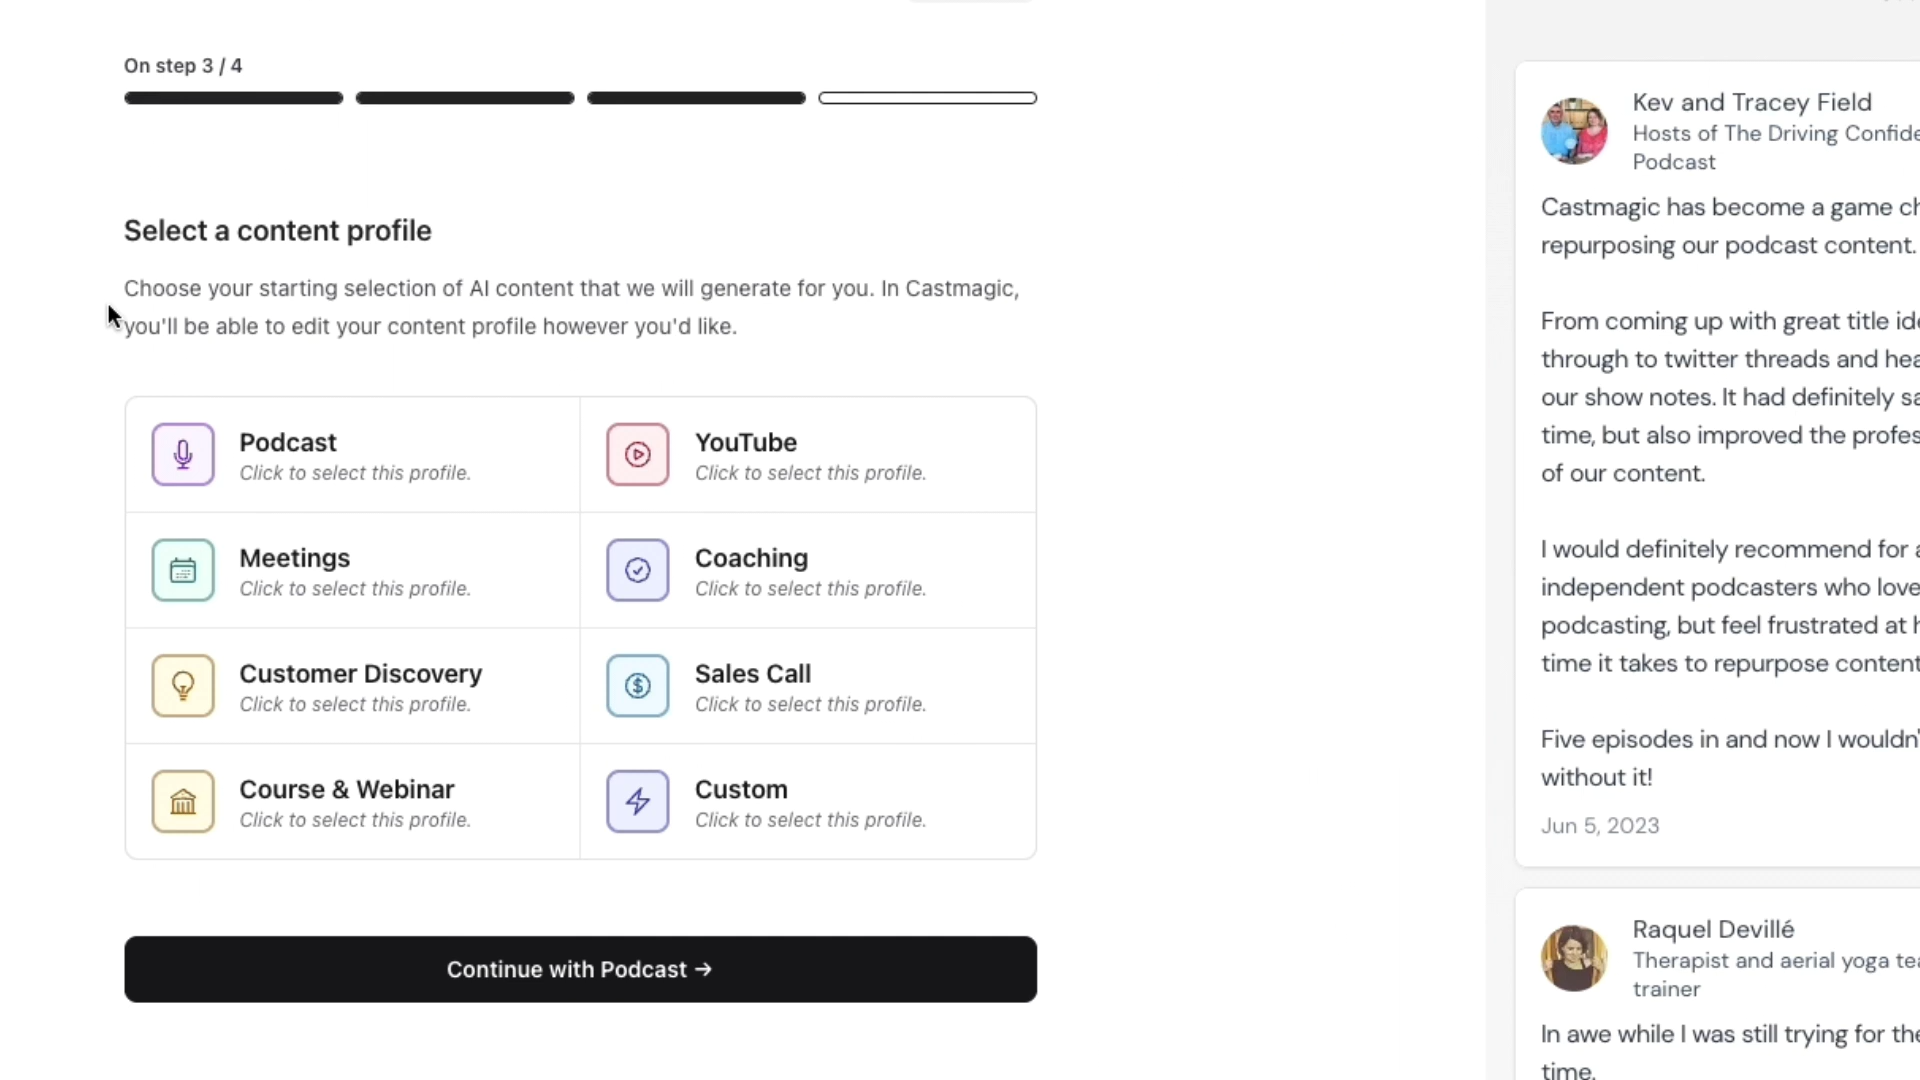 On step 3 / 4
Select a content profile
Choose your starting selection of AI content that we will generate for you. In Castmagic,
you'll be able to edit your content profile however you'd like.
Podcast
Click to select this profile.
YouTube
Click to select this profile.
Meetings
Click to select this profile.
Coaching
Click to select this profile.
Customer Discovery
Click to select this profile.
Sales Call
Click to select this profile.
Course & Webinar
Click to select this profile.
Custom
Click to select this profile.
Continue with Podcast →
Kev and Tracey Field
Hosts of The Driving Confide
Podcast
Castmagic has become a game ch
repurposing our podcast content.
From coming up with great title ide
through to twitter threads and hea
our show notes. It had definitely sa
time, but also improved the profes
of our content.
I would definitely recommend for a
independent podcasters who love
podcasting, but feel frustrated at h
time it takes to repurpose content
Five episodes in and now I wouldn'
without it!
Jun 5, 2023
Raquel Devillé
Therapist and aerial yoga tea
trainer
In awe while I was still trying for the
time.